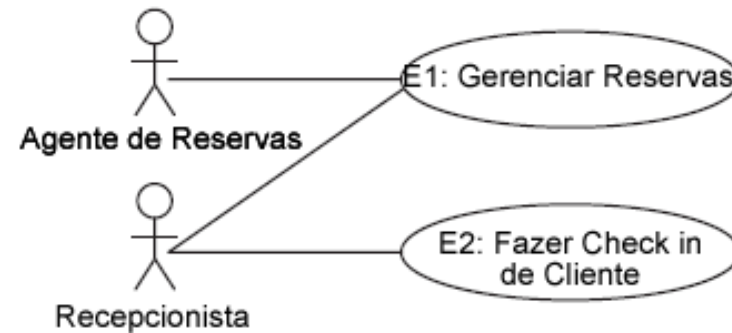 E1: Gerenciar Reservas
Agente de Reservas
E2: Fazer Check in
de Cliente
Recepcionista